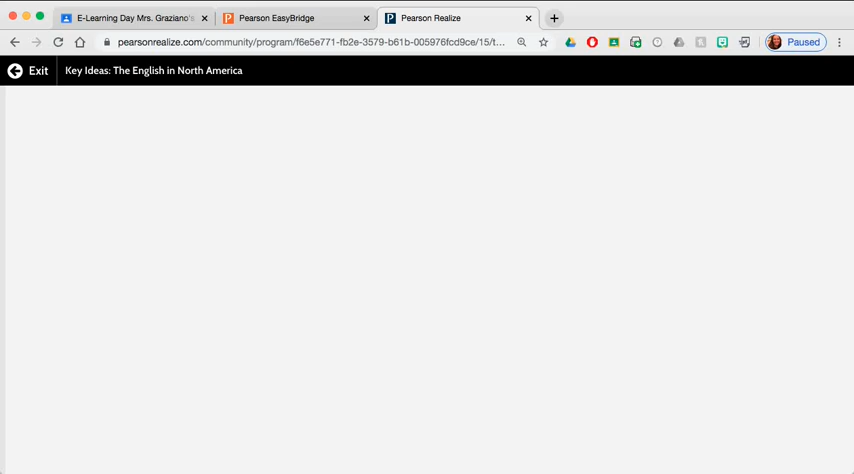 E-Learning Day Mrs. Graziano's
Pearson EasyBridge
Pearson Realize
pearsonrealize.com/community/program/f6e5e771-fb2e-3579-b61b-005976fcd9ce/15/t...
Paused
Exit
Key Ideas: The English in North America